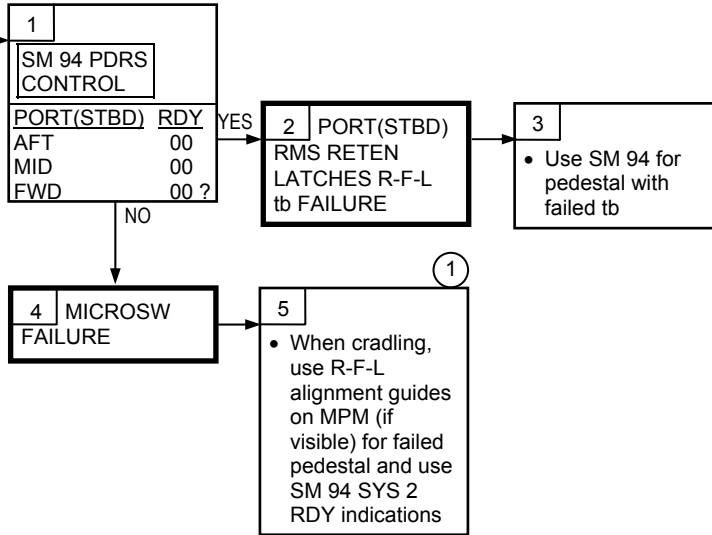 1
SM 94 PDRS
CONTROL
PORT(STBD) RDY
AFT 00
MID 00
FWD 00 ?
YES
NO
2 PORT(STBD)
RMS RETEN
LATCHES R-F-L
tb FAILURE
3
• Use SM 94 for
pedestal with
failed tb
4 MICROSW
FAILURE
1
5
• When cradling,
use R-F-L
alignment guides
on MPM (if
visible) for failed
pedestal and use
SM 94 SYS 2
RDY indications